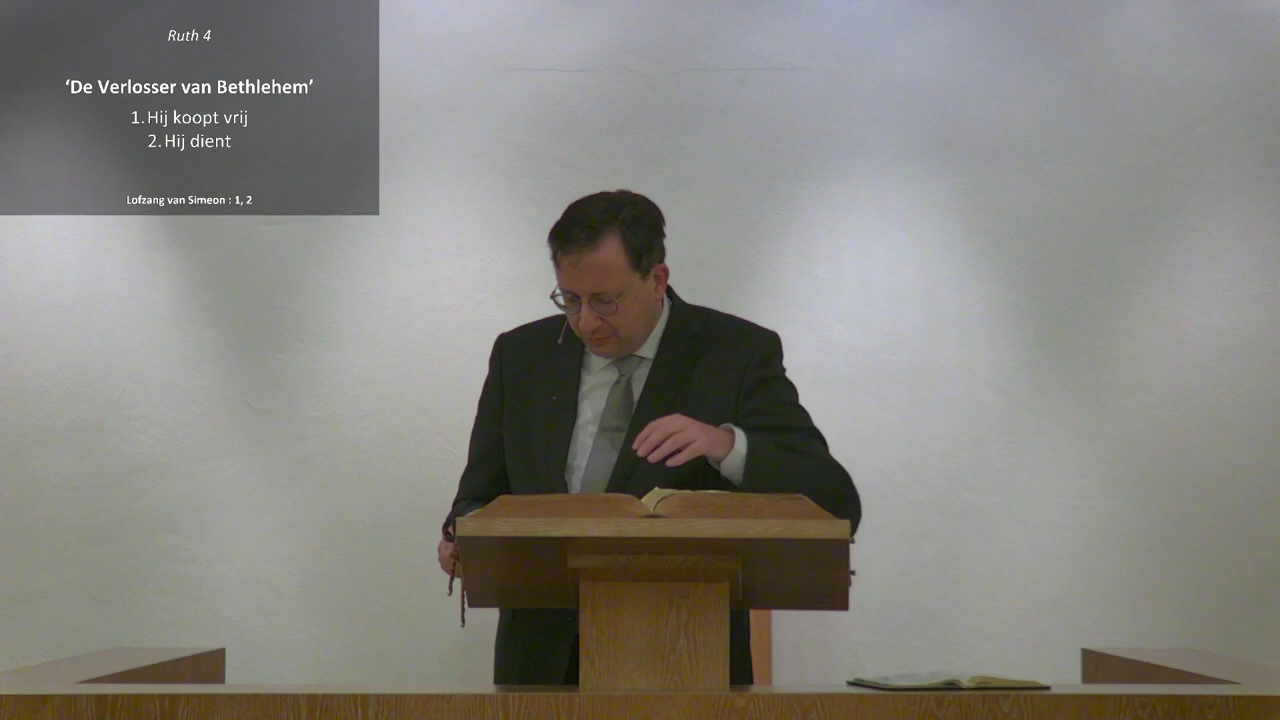 Ruth 4
‘De Verlosser van Bethlehem’
1. Hij koopt vrij
2. Hij dient
Lofzang van Simeon : 1, 2